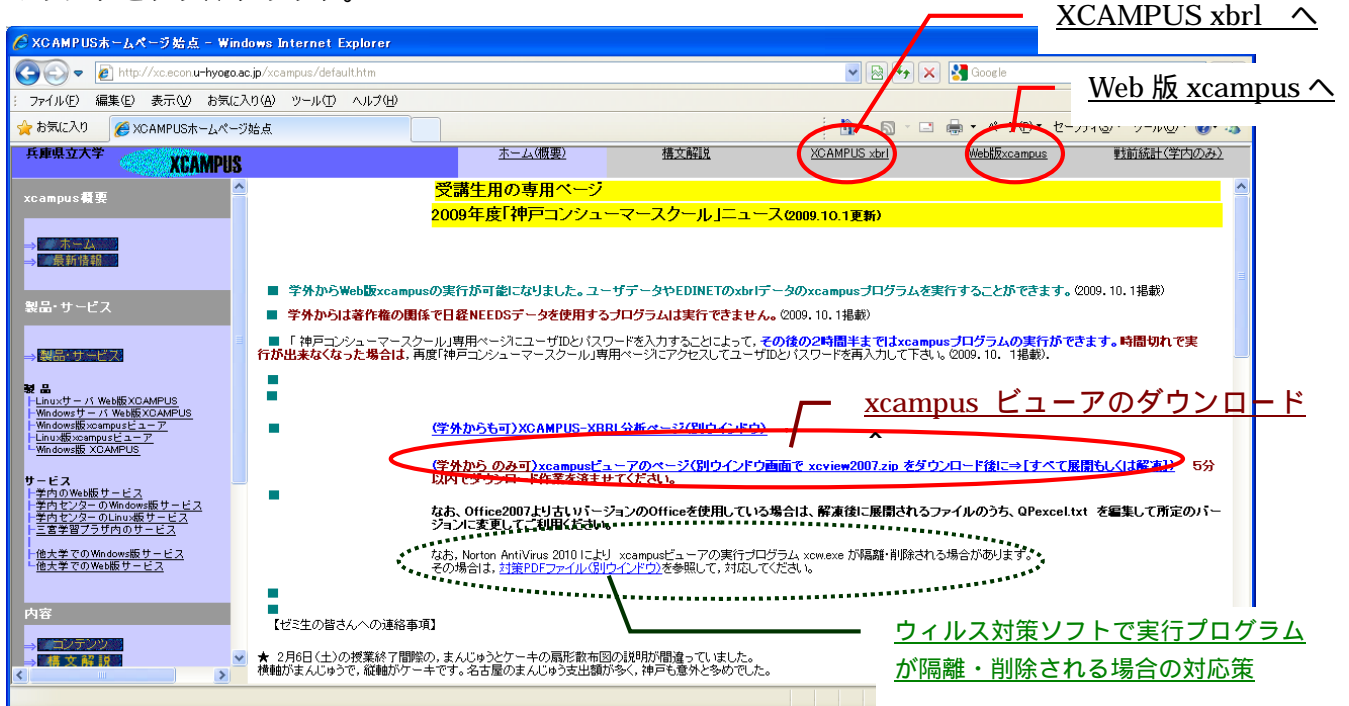 XCAMPUS xbrl へ
XCAMPUSホームページ始点 - Windows Internet Explorer
http://xc.econ.u-hyogo.ac.jp/xcampus/default.htm
Google
Web 版 xcampus へ
ファイル(F) 編集(E) 表示(V) お気に入り(A) ツール(T) ヘルプ(H)
お気に入り XCAMPUSホームページ始点
兵庫県立大学 XCAMPUS ホーム(概要) 構文解説 XCAMPUS xbrl Web版xcampus 戦前統計(学内のみ)
xcampus概要
⇒ ホーム
⇒ 最新情報
製品・サービス
⇒ 製品・サービス
製 品
├Linuxサーバ Web版XCAMPUS
├Windowsサーバ Web版XCAMPUS
├Windows版xcampusビューア
├Linux版xcampusビューア
└Windows版 XCAMPUS
サービス
├学内のWeb版サービス
├学内センターのWindows版サービス
├学内センターのLinux版サービス
├三宮学習プラザ内のサービス
├他大学でのWindows版サービス
└他大学でのWeb版サービス
内容
⇒ コンテンツ
⇒ 構文解説
受講生用の専用ページ
2009年度「神戸コンシューマースクール」ニュース(2009.10.1更新)
■ 学外からWeb版xcampusの実行が可能になりました。ユーザデータやEDINETのxbrlデータのxcampusプログラムを実行することができます。(2009.10.1掲載)
■ 学外からは著作権の関係で日経NEEDSデータを使用するプログラムは実行できません。(2009.10.1掲載)
■ 「神戸コンシューマースクール」専用ページにユーザIDとパスワードを入力することによって,その後の2時間半まではxcampusプログラムの実行ができます。時間切れで実
行が出来なくなった場合は,再度「神戸コンシューマースクール」専用ページにアクセスしてユーザIDとパスワードを再入力して下さい。(2009.10. 1掲載).
xcampus ビューアのダウンロード
(学外からも可)XCAMPUS-XBRL分析ページ(別ウインドウ)
(学外から のみ可)xcampusビューアのページ(別ウインドウ画面で xcview2007.zip をダウンロード後に⇒[すべて展開もしくは解凍]) 5分
以内でダウンロード作業を済ませてください。
なお、Office2007より古いバージョンのOfficeを使用している場合は、解凍後に展開されるファイルのうち、QPexcel.txt を編集して所定のバー
ジョンに変更してご利用ください。
なお, Norton AntiVirus 2010 により xcampusビューアの実行プログラム xcw.exe が隔離・削除される場合があります。
その場合は, 対策PDFファイル(別ウインドウ)を参照して,対応してください。
【ゼミ生の皆さんへの連絡事項】
★ 2月6日(土)の授業終了間際の,まんじゅうとケーキの扇形散布図の説明が間違っていました。
横軸がまんじゅうで,縦軸がケーキです。名古屋のまんじゅう支出額が多く,神戸も意外と多めでした。
ウィルス対策ソフトで実行プログラム
が隔離・削除される場合の対応策